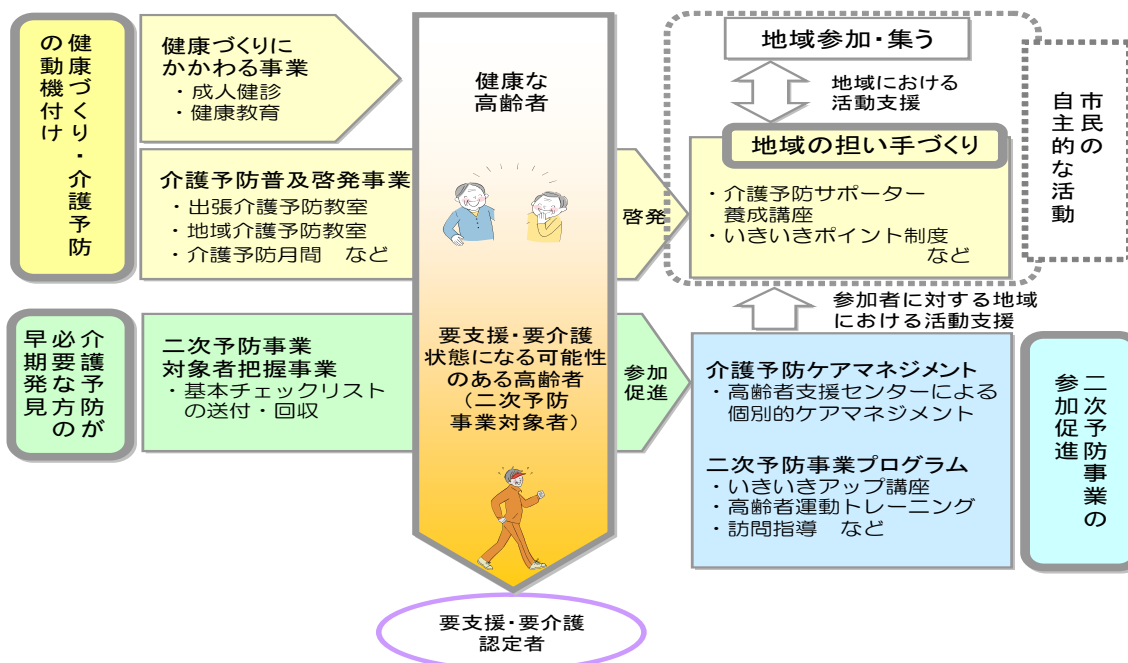 健康づくり・介護予防
の動機付け
健康づくりに
かかわる事業
・成人健診
・健康教育
介護予防普及啓発事業
・出張介護予防教室
・地域介護予防教室
・介護予防月間　など
健康な
高齢者
啓発
地域参加・集う
地域における
活動支援
地域の担い手づくり
・介護予防サポーター
養成講座
・いきいきポイント制度
など
市民の
自主的な活動
介護予防が
必要な方の
早期発見
二次予防事業
対象者把握事業
・基本チェックリスト
の送付・回収
要支援・要介護
状態になる可能性
のある高齢者
（二次予防
事業対象者）
参加
促進
参加者に対する地域
における活動支援
介護予防ケアマネジメント
・高齢者支援センターによる
個別的ケアマネジメント
二次予防事業プログラム
・いきいきアップ講座
・高齢者運動トレーニング
・訪問指導　など
二次予防事業の
参加促進
要支援・要介護
認定者